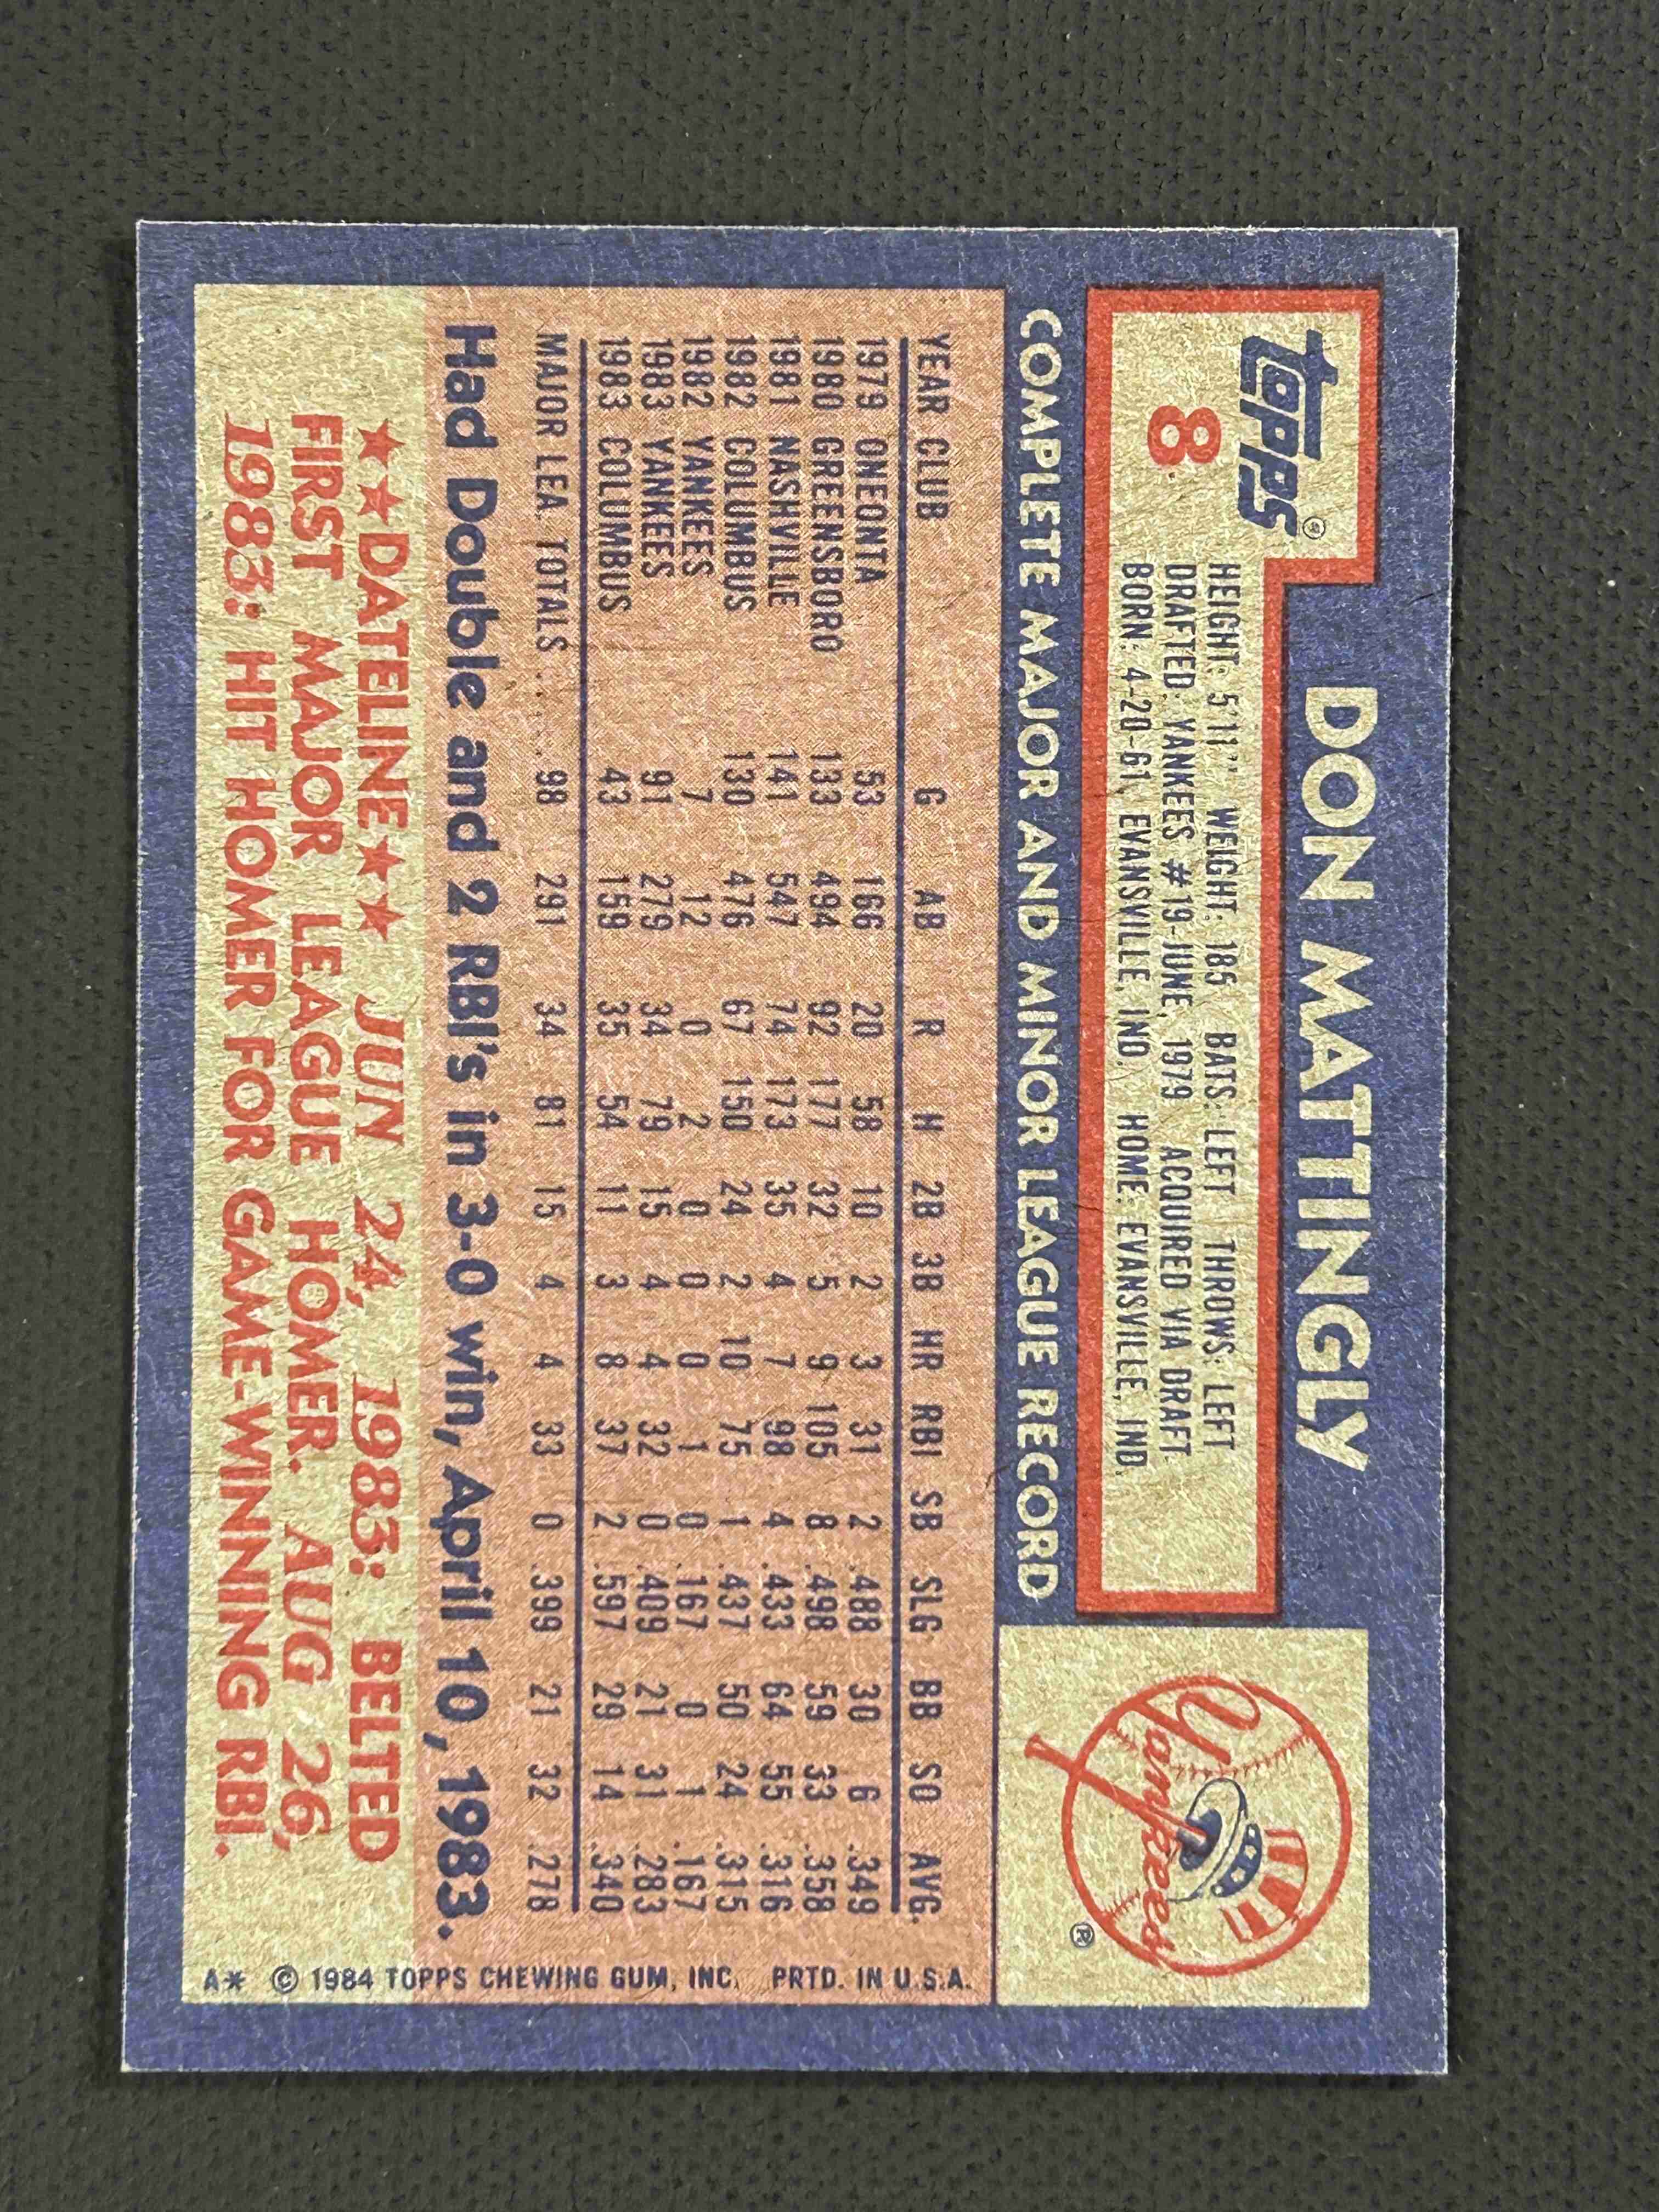 topps®
8
DON MATTINGLY
HEIGHT: 5'11" WEIGHT: 185 BATS: LEFT THROWS: LEFT
DRAFTED: YANKEES #19-JUNE, 1979 ACQUIRED VIA DRAFT
BORN: 4-20-61, EVANSVILLE, IND. HOME: EVANSVILLE, IND.
Yankees
®
COMPLETE MAJOR AND MINOR LEAGUE RECORD
YEAR CLUB G AB R H 2B 3B HR RBI SB SLG BB SO AVG.
1979 ONEONTA 53 166 20 58 10 2 3 31 2 .488 30 6 .349
1980 GREENSBORO 133 494 92 177 32 5 9 105 8 .498 59 33 .358
1981 NASHVILLE 141 547 74 173 35 4 7 98 4 .433 64 55 .316
1982 COLUMBUS 130 476 67 150 24 2 10 75 1 .437 50 24 .315
1982 YANKEES 7 12 0 2 0 0 0 1 0 .167 0 1 .167
1983 YANKEES 91 279 34 79 15 4 4 32 0 .409 21 31 .283
1983 COLUMBUS 43 159 35 54 11 3 8 37 2 .597 29 14 .340
MAJOR LEA. TOTALS ..... 98 291 34 81 15 4 4 33 0 .399 21 32 .278
Had Double and 2 RBI's in 3-0 win, April 10, 1983.
★★DATELINE★★ JUN 24, 1983: BELTED
FIRST MAJOR LEAGUE HOMER. AUG 26,
1983: HIT HOMER FOR GAME-WINNING RBI.
A* © 1984 TOPPS CHEWING GUM, INC. PRTD. IN U.S.A.